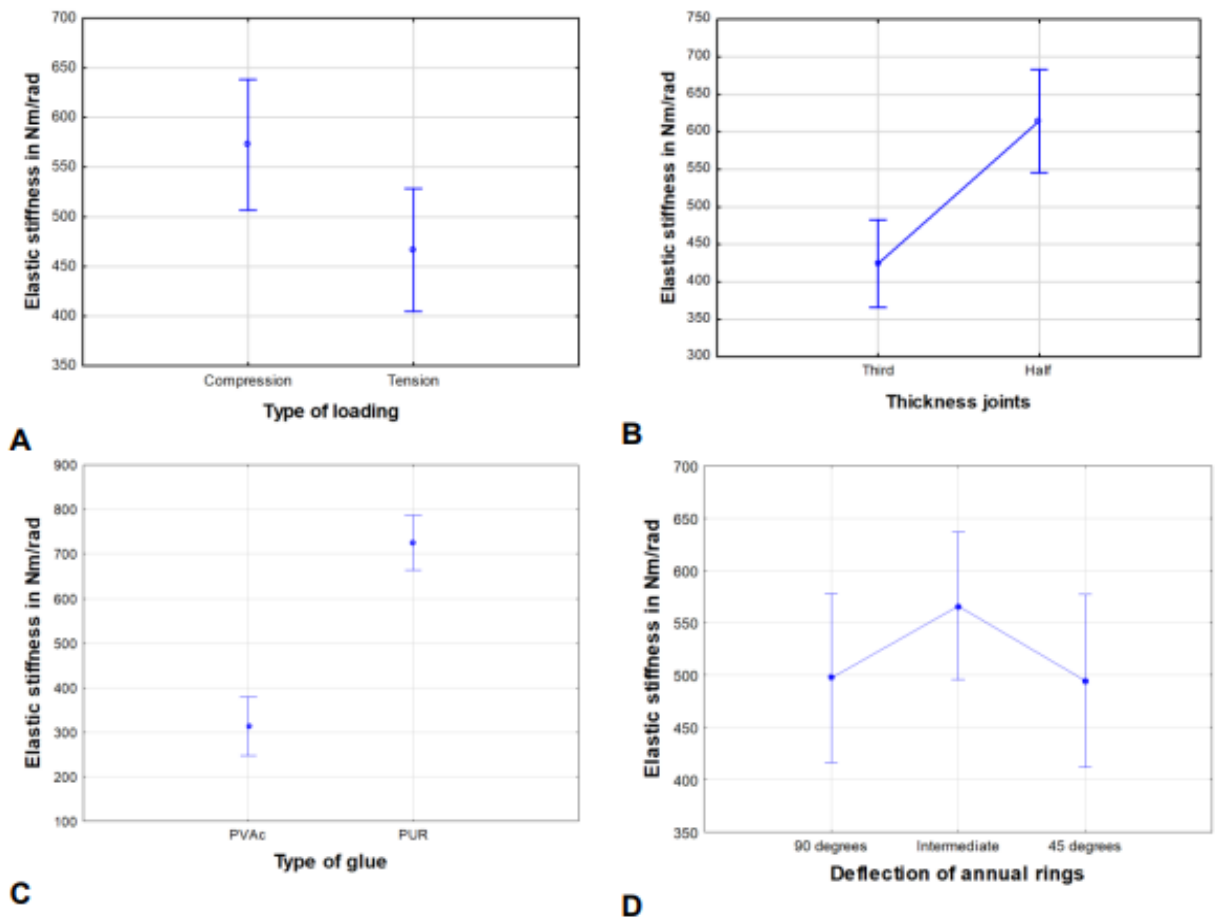 Elastic stiffness in Nm/rad
700
650
600
550
500
450
400
350
Compression Tension
Type of loading
A
Elastic stiffness in Nm/rad
750
700
650
600
550
500
450
400
350
300
Third Half
Thickness joints
B
Elastic stiffness in Nm/rad
900
800
700
600
500
400
300
200
100
PVAc PUR
Type of glue
C
Elastic stiffness in Nm/rad
700
650
600
550
500
450
400
350
90 degrees Intermediate 45 degrees
Deflection of annual rings
D